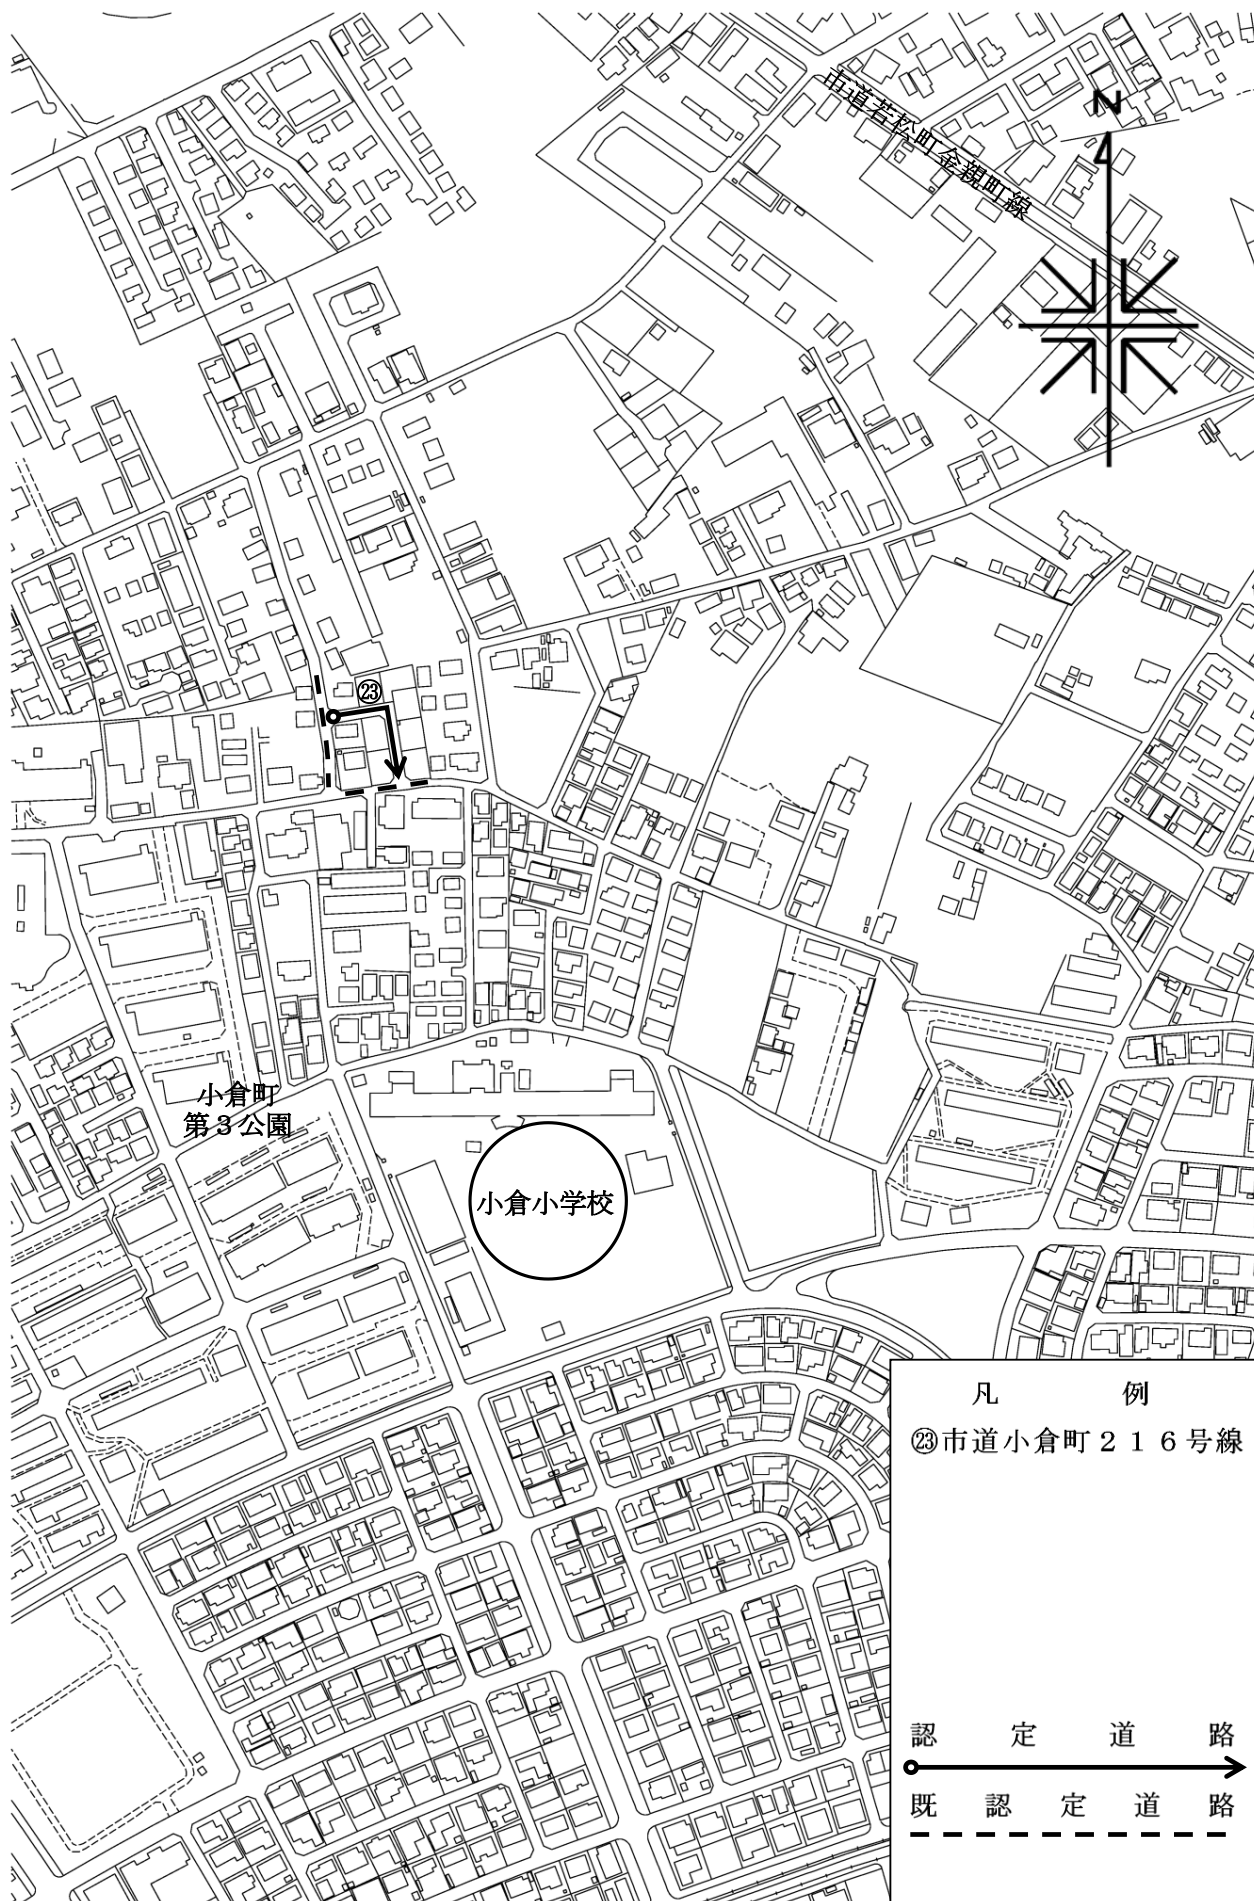 市道若松町金親町線
N
㉓
小倉町
第３公園
小倉小学校
凡例
㉓市道小倉町２１６号線
認定道路
既認定道路